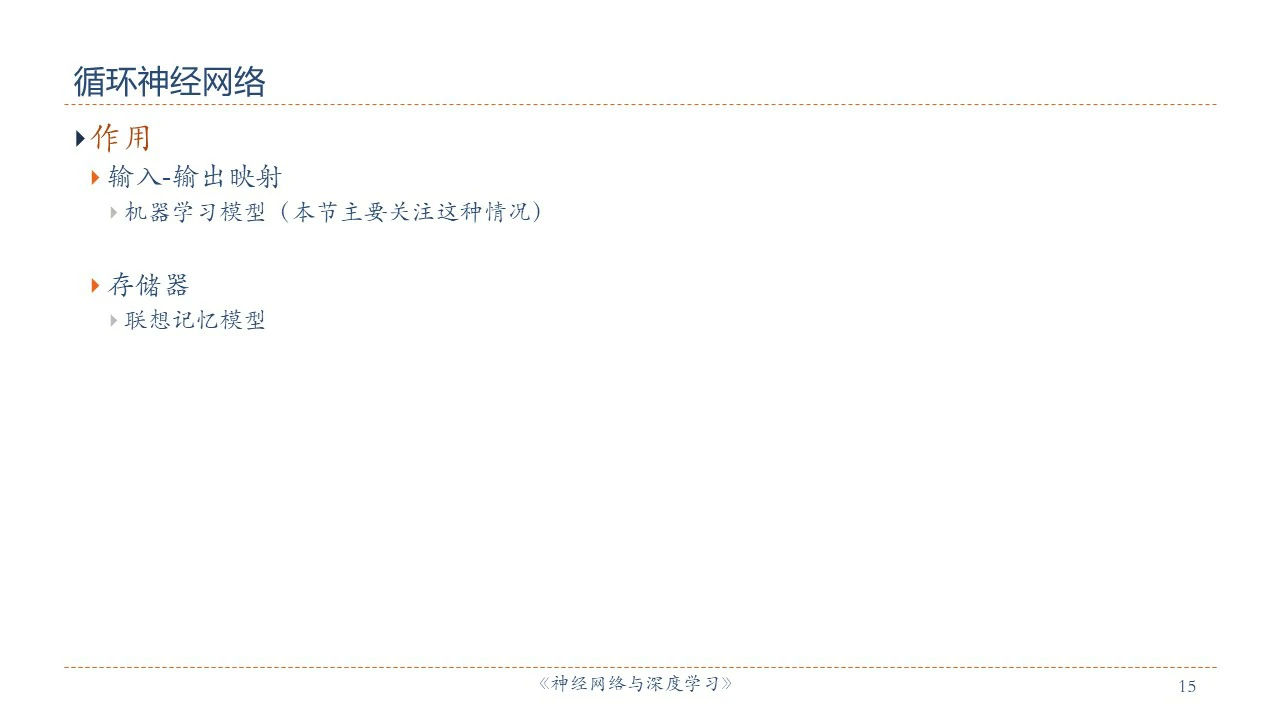 循环神经网络
作用
输入-输出映射
机器学习模型（本节主要关注这种情况）
存储器
联想记忆模型
《神经网络与深度学习》
15